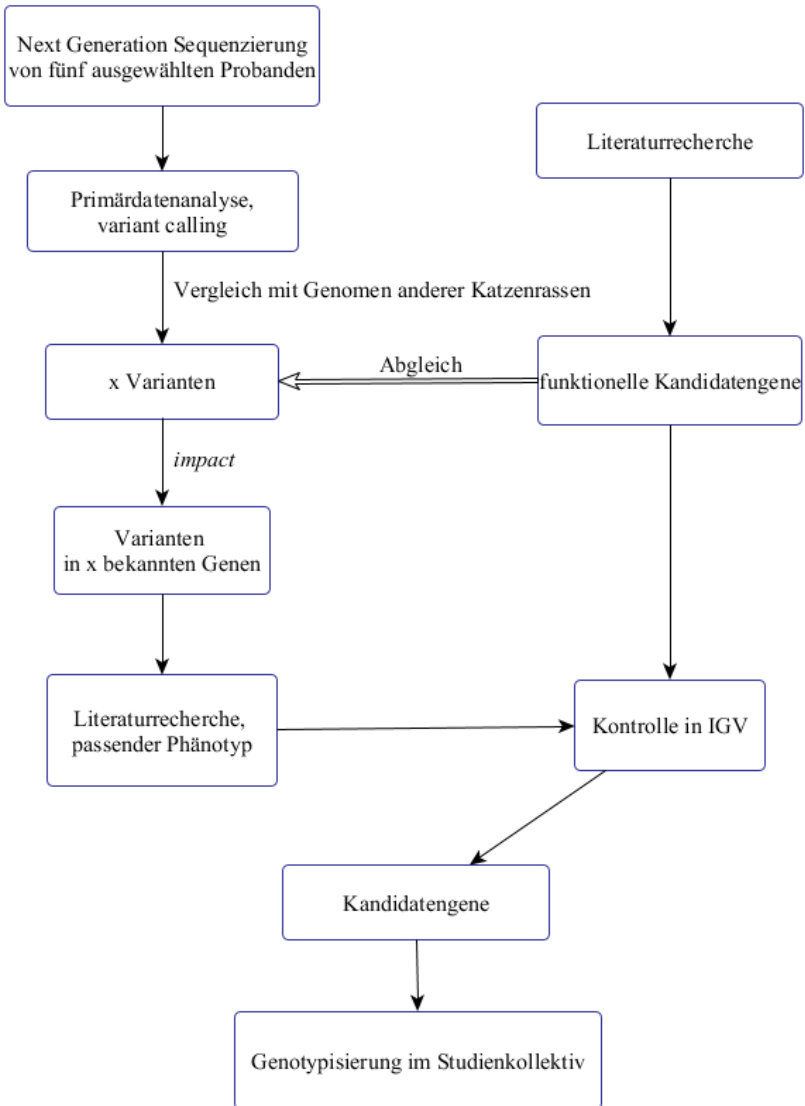 Next Generation Sequenzierung
von fünf ausgewählten Probanden
Literaturrecherche
Primärdatenanalyse,
variant calling
Vergleich mit Genomen anderer Katzenrassen
x Varianten
Abgleich
funktionelle Kandidatengene
impact
Varianten
in x bekannten Genen
Literaturrecherche,
passender Phänotyp
Kontrolle in IGV
Kandidatengene
Genotypisierung im Studienkollektiv